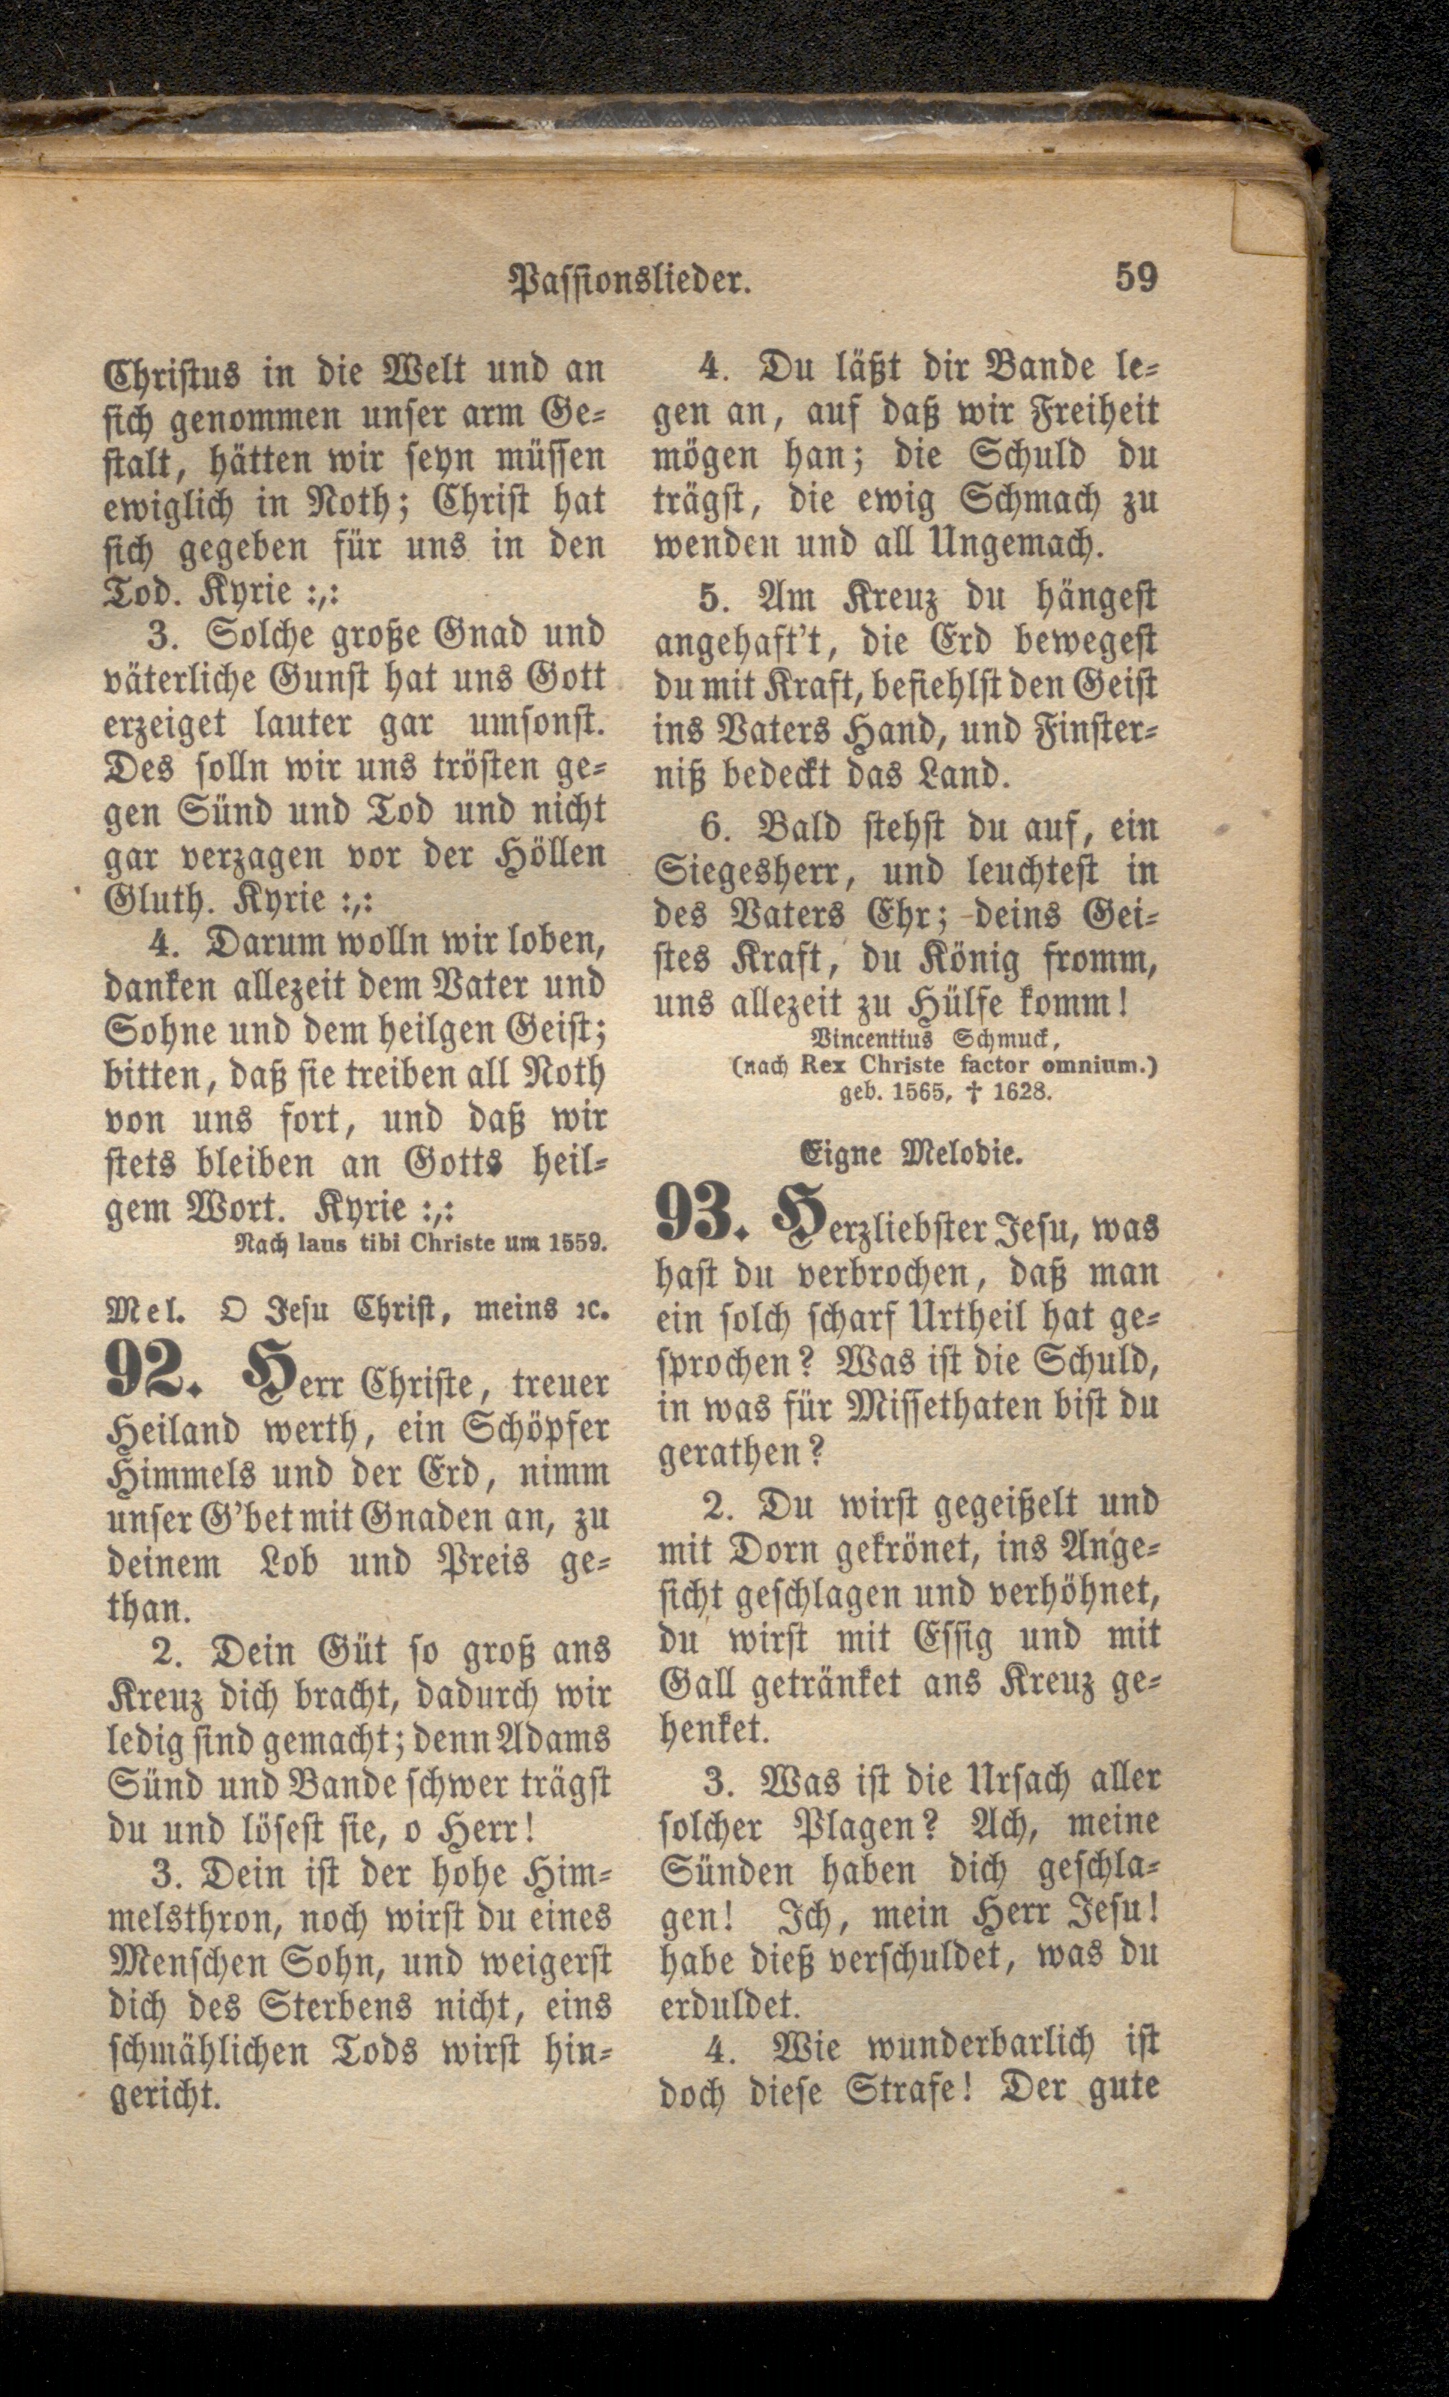 Passionslieder. 59
Christus in die Welt und an
sich genommen unser arm Ge-
stalt, hätten wir seyn müssen
ewiglich in Noth; Christ hat
sich gegeben für uns in den
Tod. Kyrie :,:
3. Solche große Gnad und
väterliche Gunst hat uns Gott
erzeiget lauter gar umsonst.
Des solln wir uns trösten ge-
gen Sünd und Tod und nicht
gar verzagen vor der Höllen
Gluth. Kyrie :,:
4. Darum wolln wir loben,
danken allezeit dem Vater und
Sohne und dem heilgen Geist;
bitten, daß sie treiben all Noth
von uns fort, und daß wir
stets bleiben an Gotts heil-
gem Wort. Kyrie :,:
Nach laus tibi Christe um 1559.
Mel. O Jesu Christ, meins ꝛc.
92. Herr Christe, treuer
Heiland werth, ein Schöpfer
Himmels und der Erd, nimm
unser G'bet mit Gnaden an, zu
deinem Lob und Preis ge-
than.
2. Dein Güt so groß ans
Kreuz dich bracht, dadurch wir
ledig sind gemacht; denn Adams
Sünd und Bande schwer trägst
du und lösest sie, o Herr!
3. Dein ist der hohe Him-
melsthron, noch wirst du eines
Menschen Sohn, und weigerst
dich des Sterbens nicht, eins
schmählichen Tods wirst hin-
gericht.
4. Du läßt dir Bande le-
gen an, auf daß wir Freiheit
mögen han; die Schuld du
trägst, die ewig Schmach zu
wenden und all Ungemach.
5. Am Kreuz du hängest
angehaft't, die Erd bewegest
du mit Kraft, befiehlst den Geist
ins Vaters Hand, und Finster-
niß bedeckt das Land.
6. Bald stehst du auf, ein
Siegesherr, und leuchtest in
des Vaters Ehr; deins Gei-
stes Kraft, du König fromm,
uns allezeit zu Hülfe komm!
Vincentius Schmuck,
(nach Rex Christe factor omnium.)
geb. 1565, † 1628.
Eigne Melodie.
93. Herzliebster Jesu, was
hast du verbrochen, daß man
ein solch scharf Urtheil hat ge-
sprochen? Was ist die Schuld,
in was für Missethaten bist du
gerathen?
2. Du wirst gegeißelt und
mit Dorn gekrönet, ins Ange-
sicht geschlagen und verhöhnet,
du wirst mit Essig und mit
Gall getränket ans Kreuz ge-
henket.
3. Was ist die Ursach aller
solcher Plagen? Ach, meine
Sünden haben dich geschla-
gen! Ich, mein Herr Jesu!
habe dieß verschuldet, was du
erduldet.
4. Wie wunderbarlich ist
doch diese Strafe! Der gute